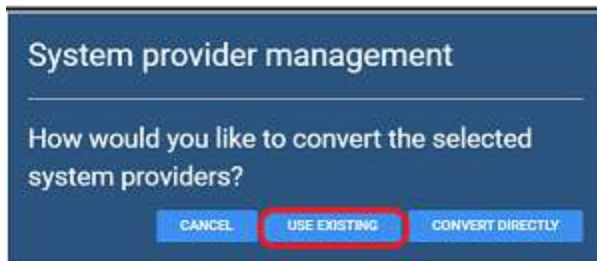 System provider management
How would you like to convert the selected
system providers?
CANCEL USE EXISTING CONVERT DIRECTLY